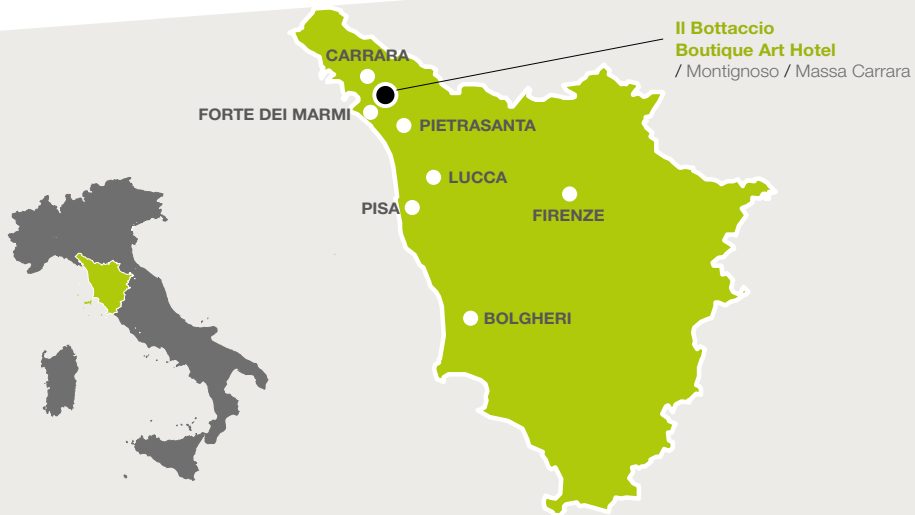 Il Bottaccio
Boutique Art Hotel
/ Montignoso / Massa Carrara
CARRARA
FORTE DEI MARMI
PIETRASANTA
LUCCA
PISA
FIRENZE
BOLGHERI